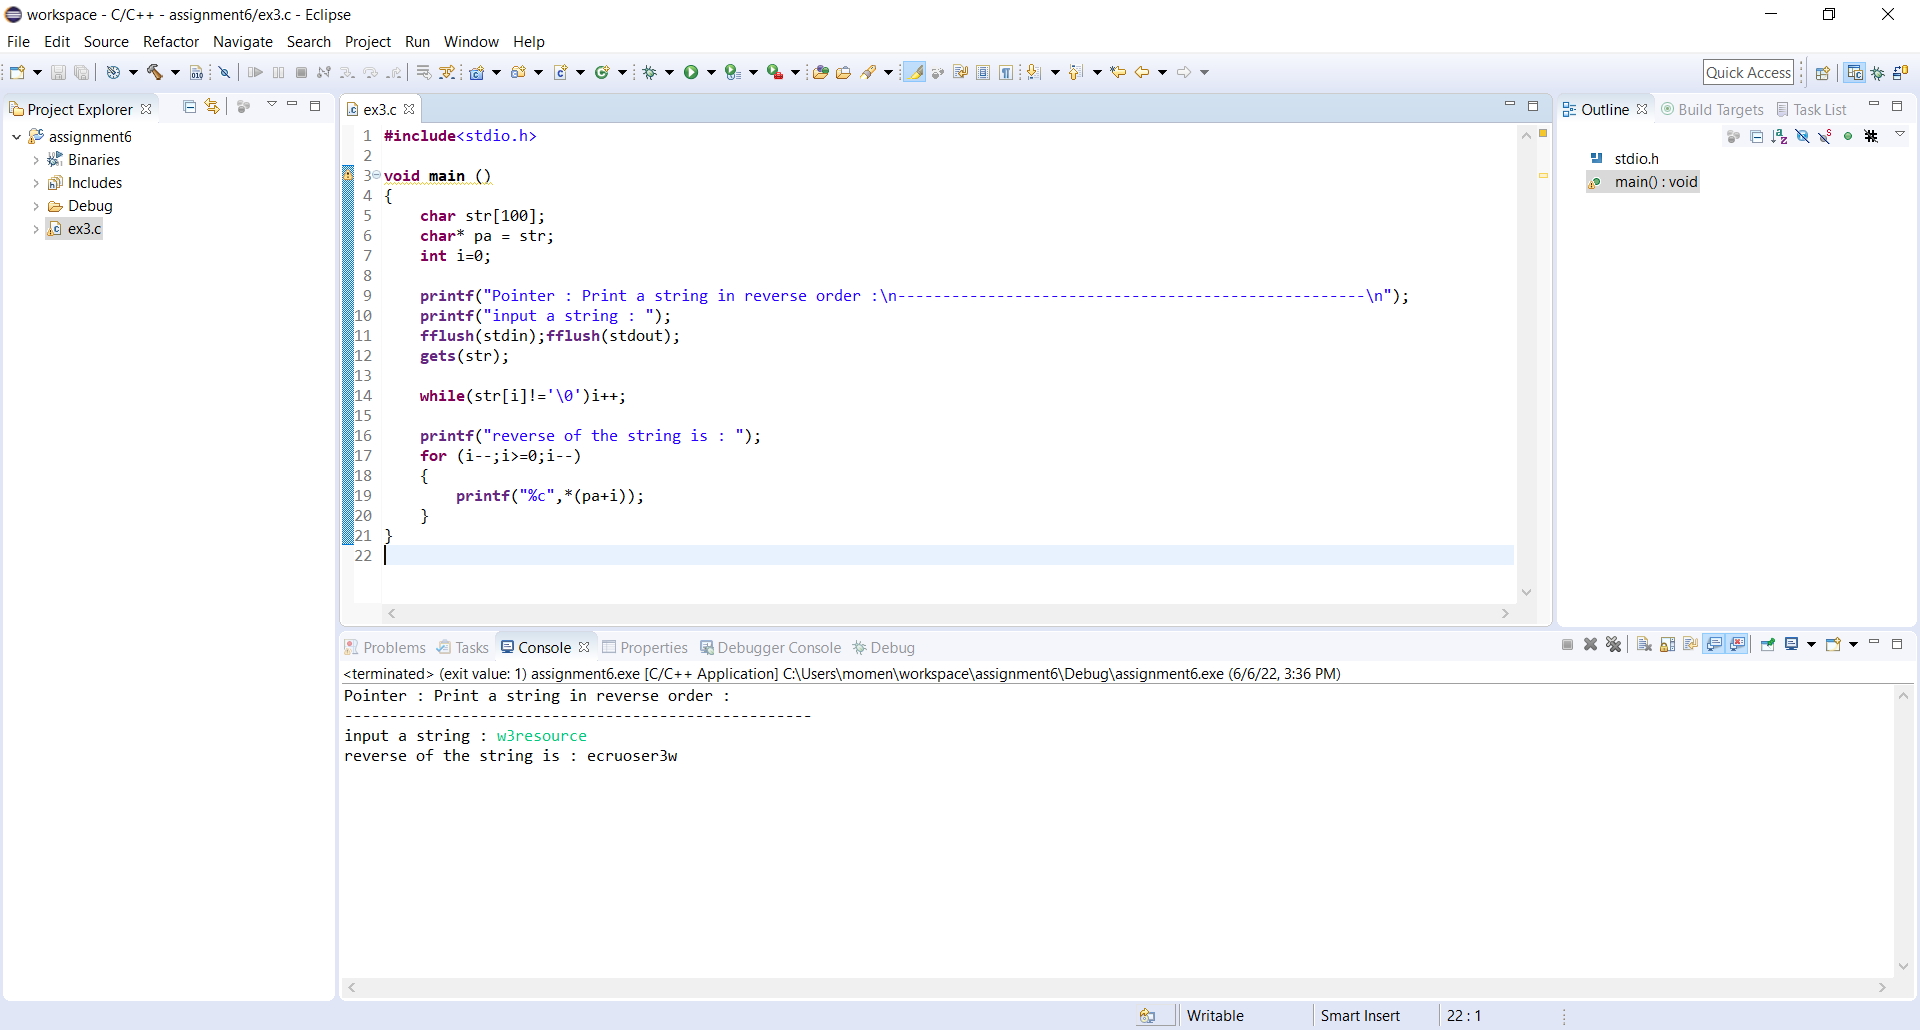 workspace - C/C++ - assignment6/ex3.c - Eclipse
File Edit Source Refactor Navigate Search Project Run Window Help
Quick Access
Project Explorer
assignment6
Binaries
Includes
Debug
ex3.c
ex3.c
1 #include<stdio.h>
2
3 void main ()
4 {
5     char str[100];
6     char* pa = str;
7     int i=0;
8
9     printf("Pointer : Print a string in reverse order :\n----------------------------------------------------\n");
10     printf("input a string : ");
11     fflush(stdin);fflush(stdout);
12     gets(str);
13
14     while(str[i]!='\0')i++;
15
16     printf("reverse of the string is : ");
17     for (i--;i>=0;i--)
18     {
19         printf("%c",*(pa+i));
20     }
21 }
22
Outline Build Targets Task List
stdio.h
main() : void
Problems Tasks Console Properties Debugger Console Debug
<terminated> (exit value: 1) assignment6.exe [C/C++ Application] C:\Users\momen\workspace\assignment6\Debug\assignment6.exe (6/6/22, 3:36 PM)
Pointer : Print a string in reverse order :
----------------------------------------------------
input a string : w3resource
reverse of the string is : ecruoser3w
Writable Smart Insert 22 : 1